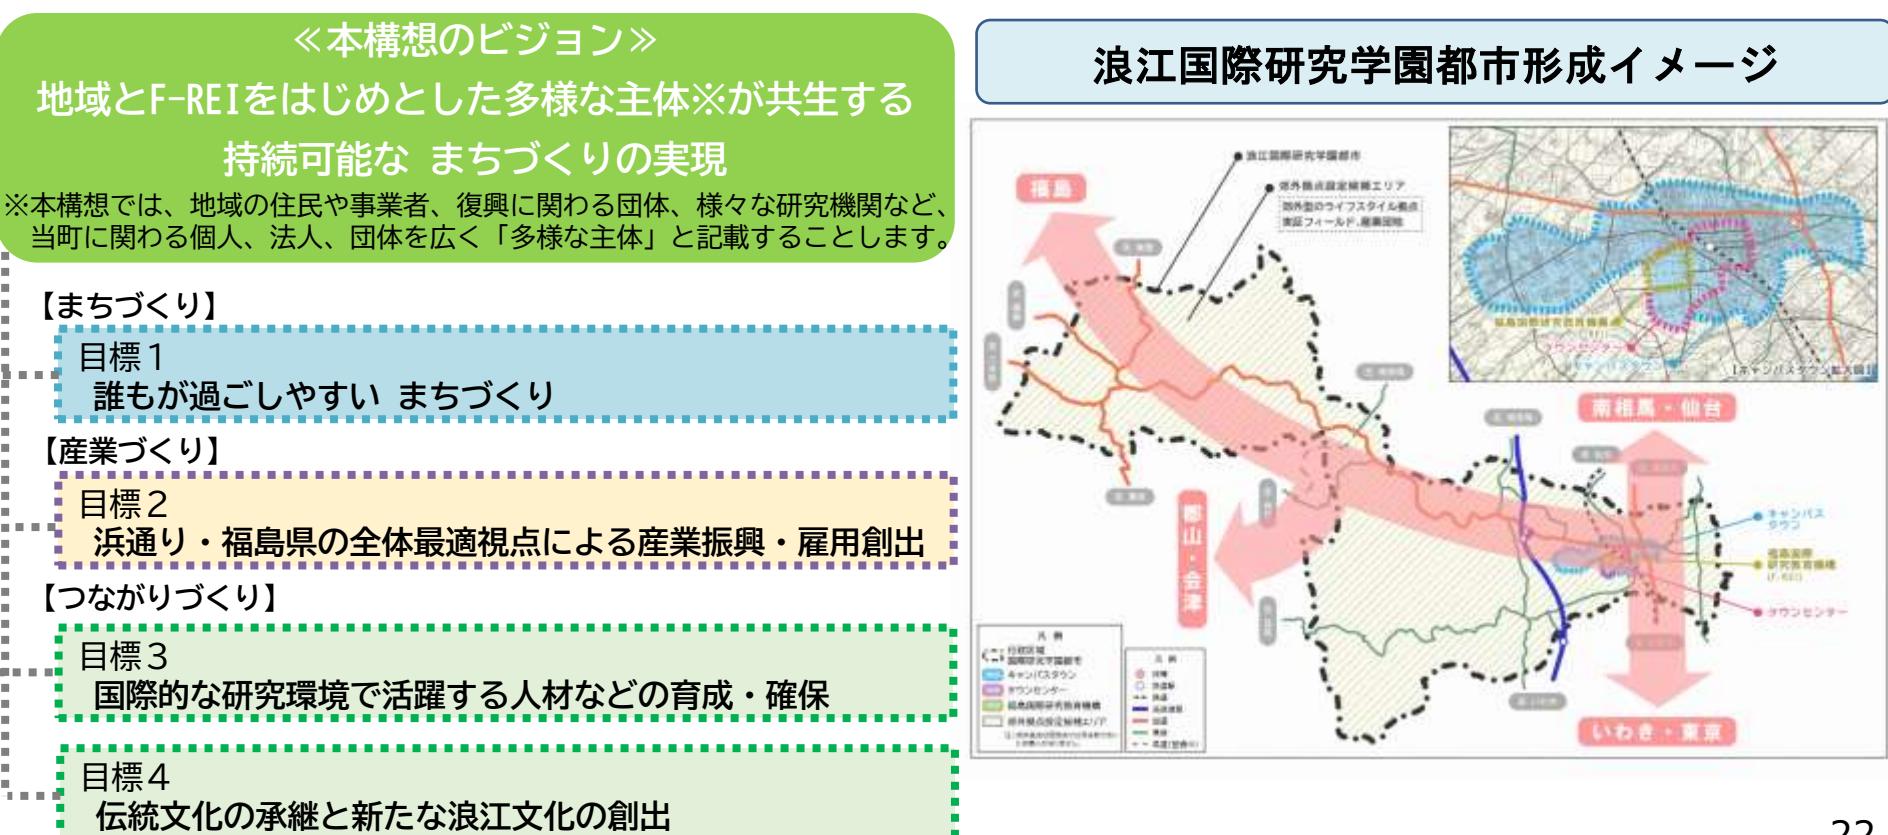 ≪本構想のビジョン≫
地域とF-REIをはじめとした多様な主体※が共生する
持続可能な まちづくりの実現
※本構想では、地域の住民や事業者、復興に関わる団体、様々な研究機関など、
当町に関わる個人、法人、団体を広く「多様な主体」と記載することします。
【まちづくり】
目標１
誰もが過ごしやすい まちづくり
【産業づくり】
目標２
浜通り・福島県の全体最適視点による産業振興・雇用創出
【つながりづくり】
目標３
国際的な研究環境で活躍する人材などの育成・確保
目標４
伝統文化の承継と新たな浪江文化の創出
浪江国際研究学園都市形成イメージ
浪江国際研究学園都市
郊外拠点設定候補エリア
郊外型のライフスタイル拠点
実証フィールド、産業団地
福島
福島国際研究教育機構
タウンセンター
キャンパスタウン
【キャンパスタウン拡大図】
南相馬・仙台
郡山・会津
キャンパス
タウン
福島国際
研究教育機構
(F-REI)
タウンセンター
いわき・東京
凡 例
行政区域
国際研究学園都市
キャンパスタウン
タウンセンター
福島国際研究教育機構
郊外拠点設定候補エリア
凡 例
22